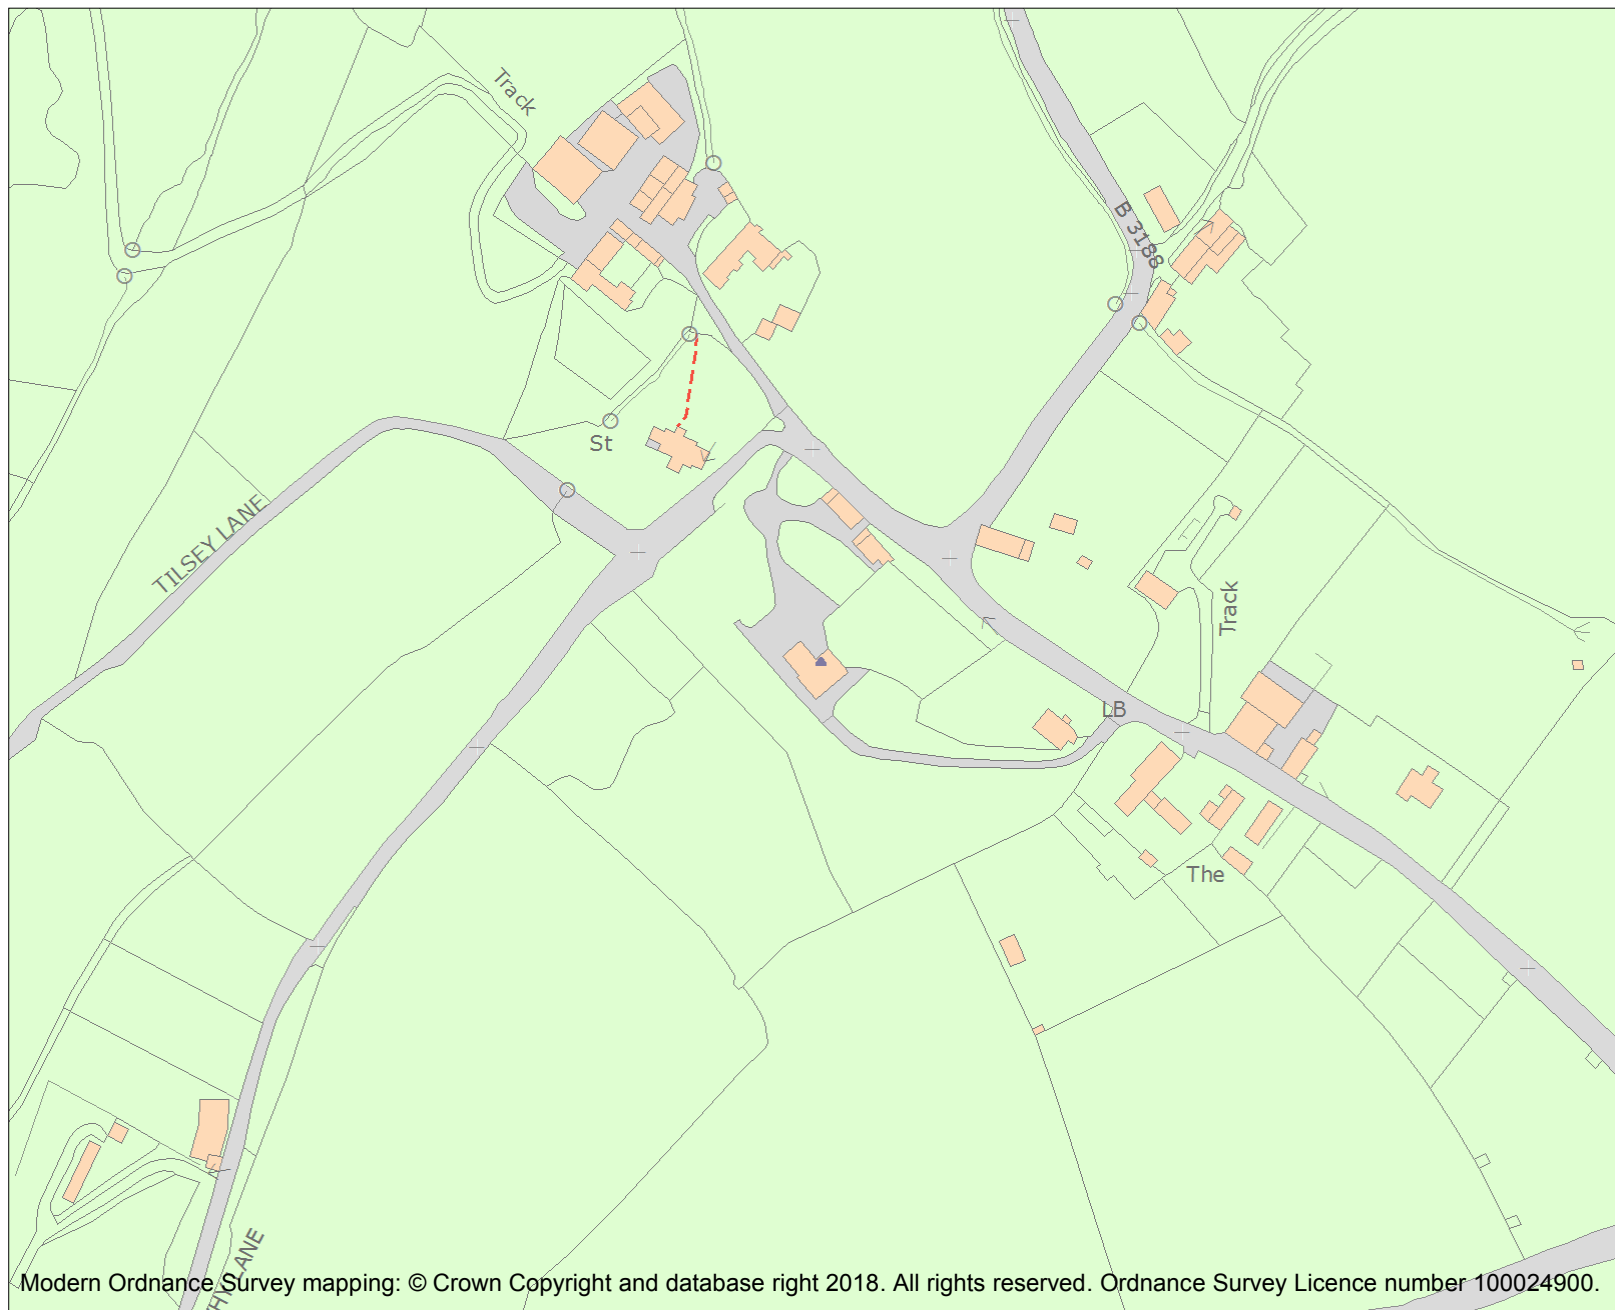 Track
B 3188
St
TILSEY LANE
Track
LB
The
LANE
Modern Ordnance Survey mapping: © Crown Copyright and database right 2018. All rights reserved. Ordnance Survey Licence number 100024900.